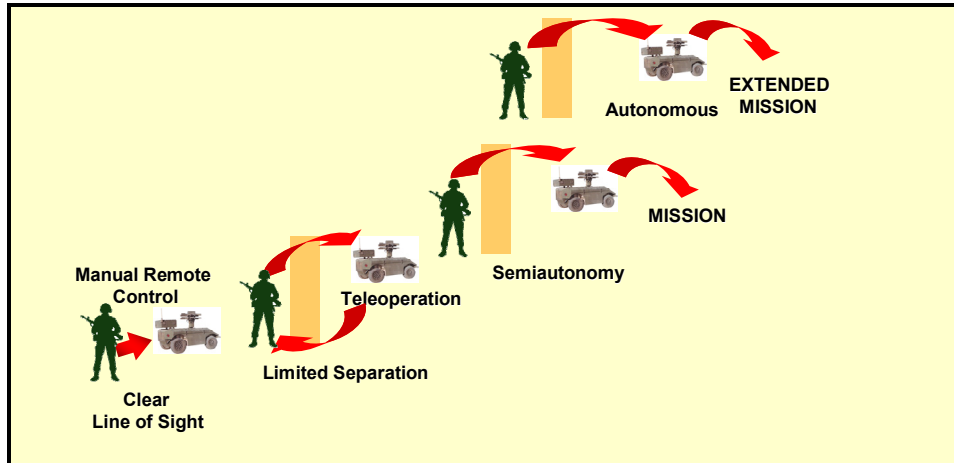 Autonomous
EXTENDED
MISSION
MISSION
Semiautonomy
Manual Remote
Control
Teleoperation
Limited Separation
Clear
Line of Sight